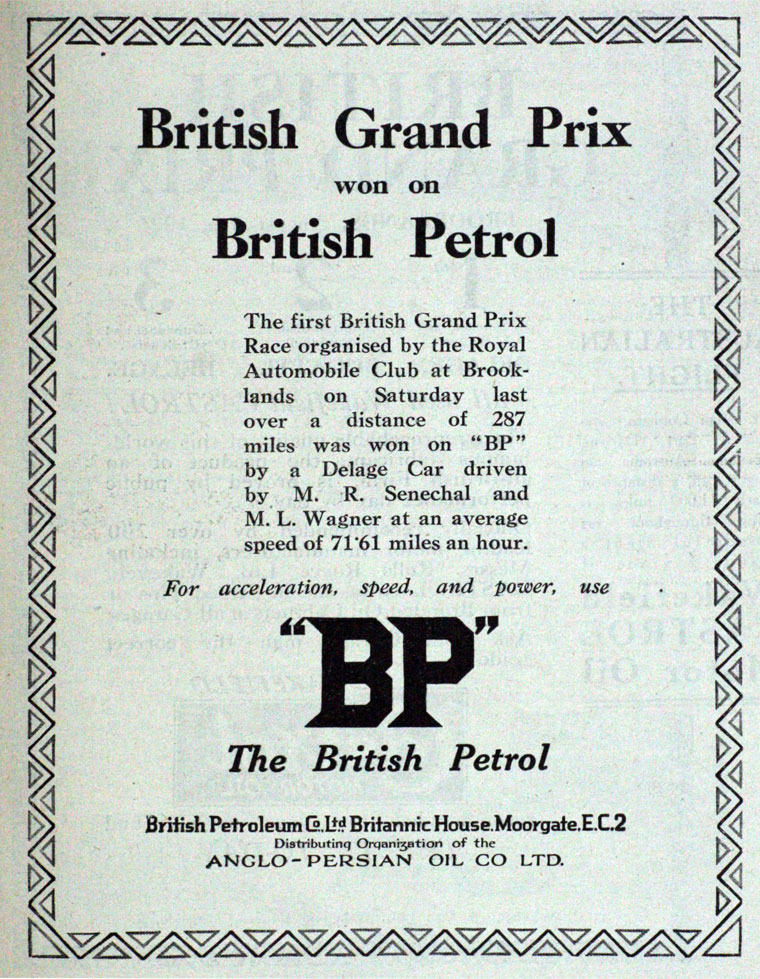 British Grand Prix
won on
British Petrol
The first British Grand Prix
Race organised by the Royal
Automobile Club at Brook-
lands on Saturday last
over a distance of 287
miles was won on "BP"
by a Delage Car driven
by M. R. Senechal and
M. L. Wagner at an average
speed of 71·61 miles an hour.
For acceleration, speed, and power, use
"BP"
The British Petrol
British Petroleum Co. Ltd Britannic House. Moorgate. E.C.2
Distributing Organization of the
ANGLO-PERSIAN OIL CO LTD.